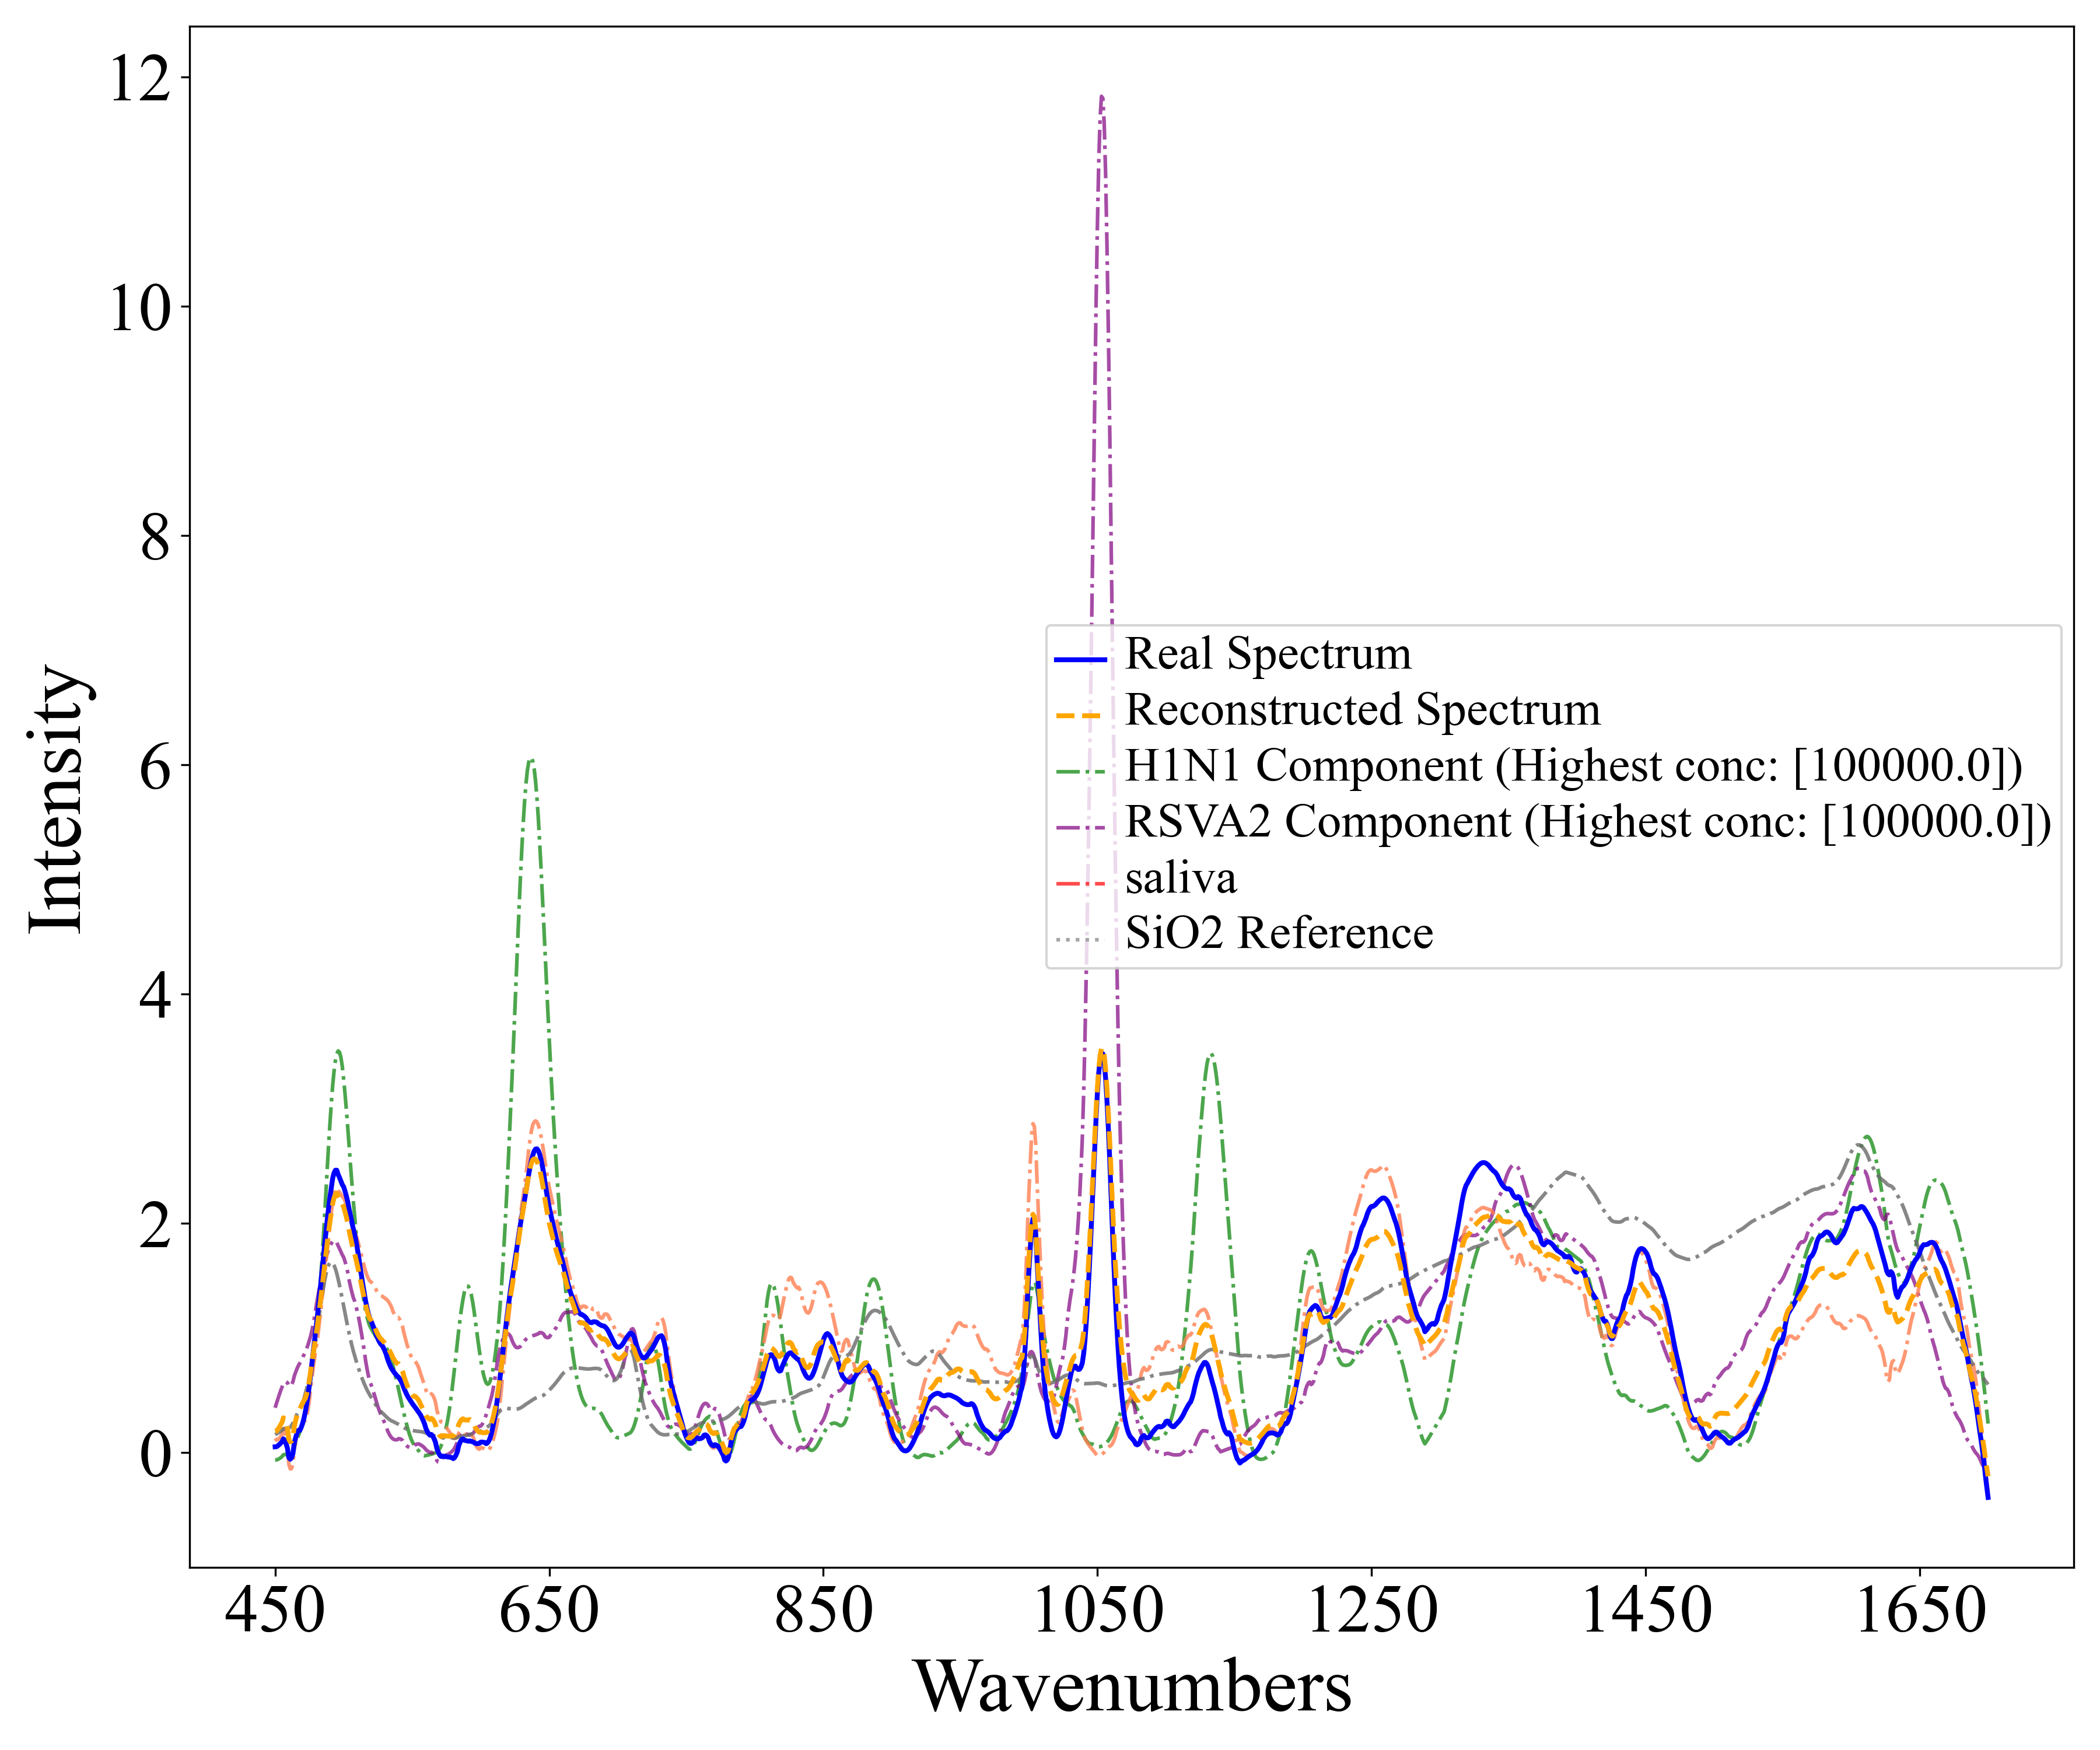 12
10
8
6
4
2
0
Intensity
Real Spectrum
Reconstructed Spectrum
H1N1 Component (Highest conc: [100000.0])
RSVA2 Component (Highest conc: [100000.0])
saliva
SiO2 Reference
450 650 850 1050 1250 1450 1650
Wavenumbers